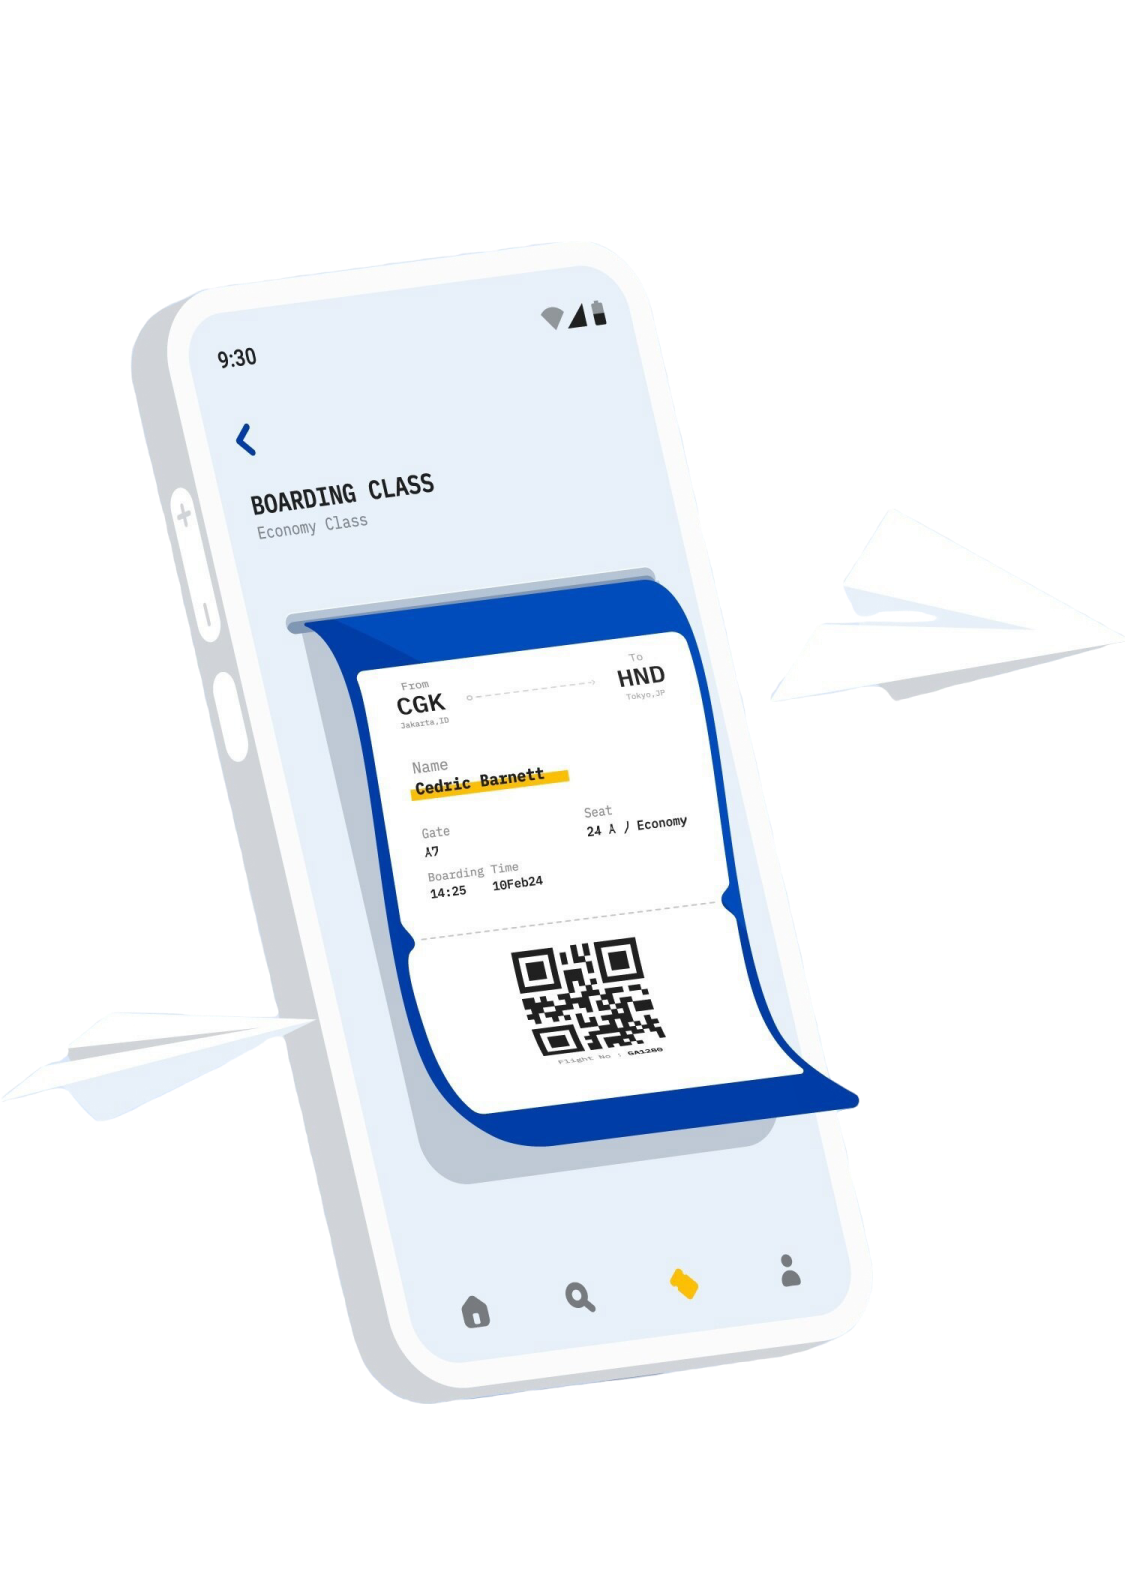 9:30
BOARDING CLASS
Economy Class
From
To
CGK
HND
Jakarta,ID
Tokyo,JP
Name
Cedric Barnett
Gate
Seat
A7
24 A / Economy
Boarding Time
14:25 10Feb24
Flight No : GA1280